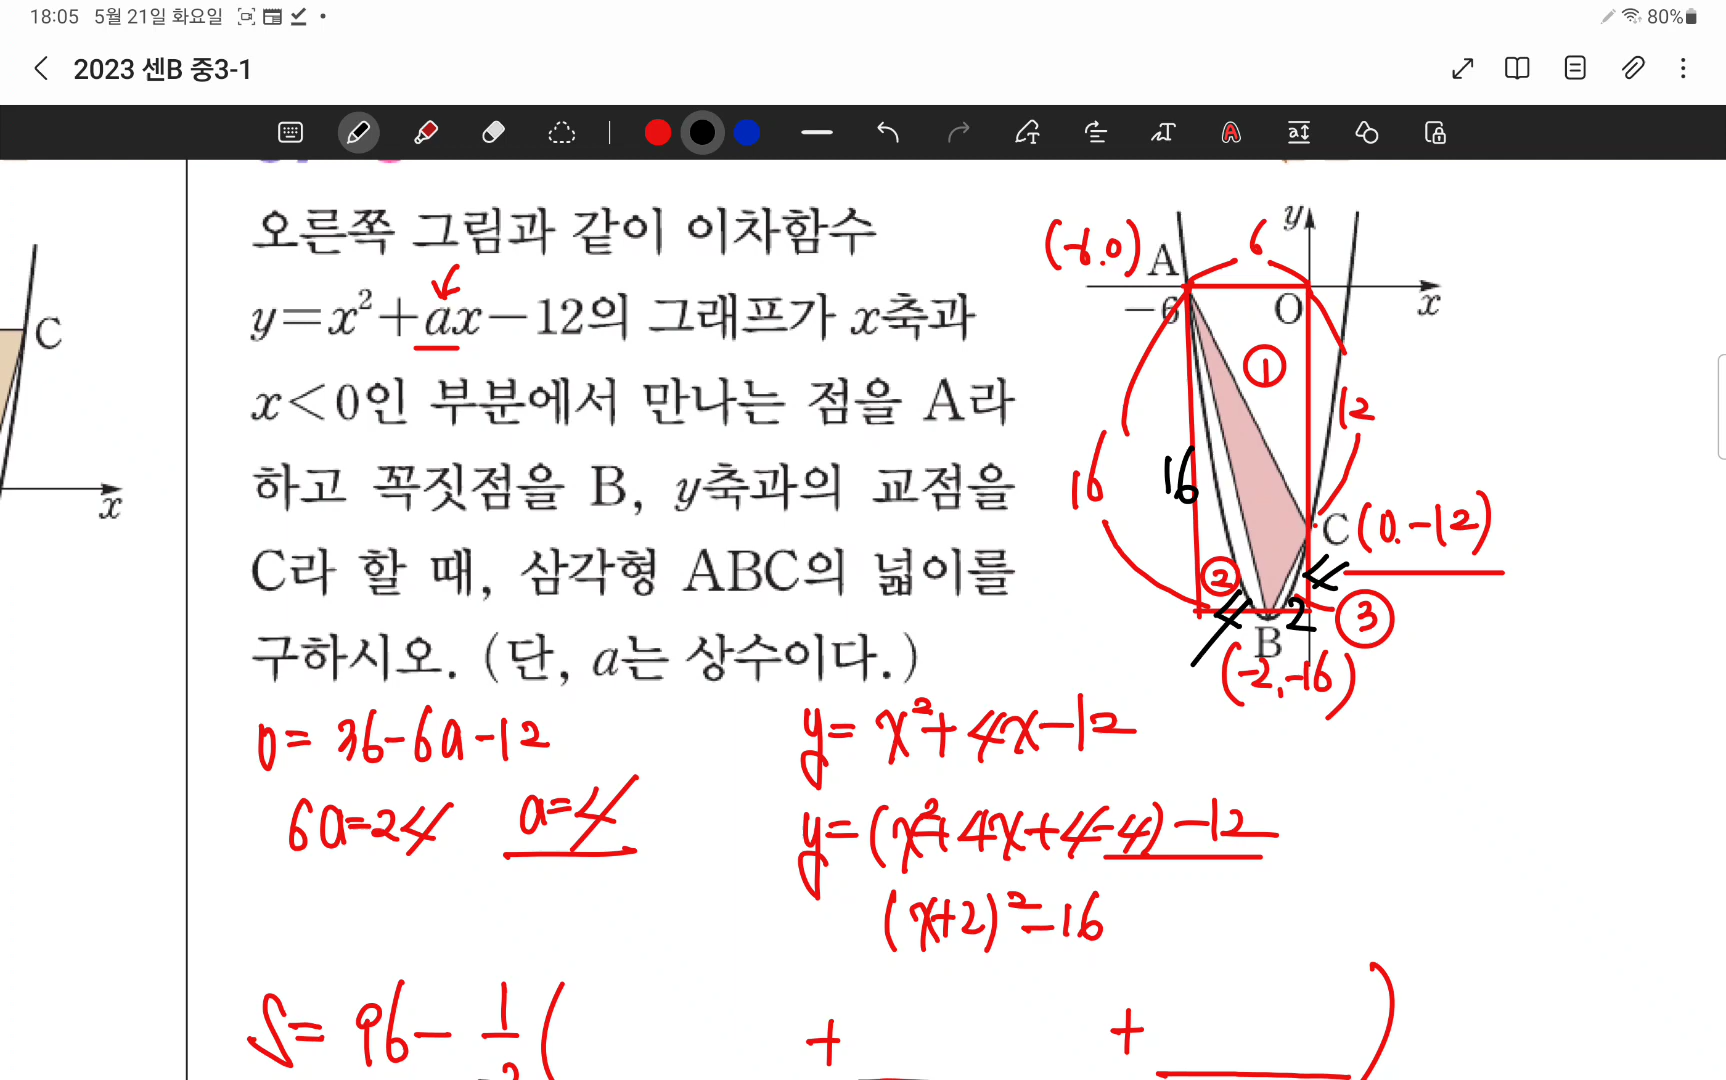 18:05 5월 21일 화요일
80%
2023 센B 중3-1
오른쪽 그림과 같이 이차함수
y=x²+ax-12의 그래프가 x축과
x<0인 부분에서 만나는 점을 A라
하고 꼭짓점을 B, y축과의 교점을
C라 할 때, 삼각형 ABC의 넓이를
구하시오. (단, a는 상수이다.)
C
x
(-6.0) A 6 y
-6 O x
①
12
16 16
C (0.-12)
② 4
4 2 ③
B
(-2,-16)
0=36-6a-12
6a=24 a=4
y=x²+4x-12
y=(x²+4x+4-4)-12
(x+2)²-16
S=96-1/2( + + )